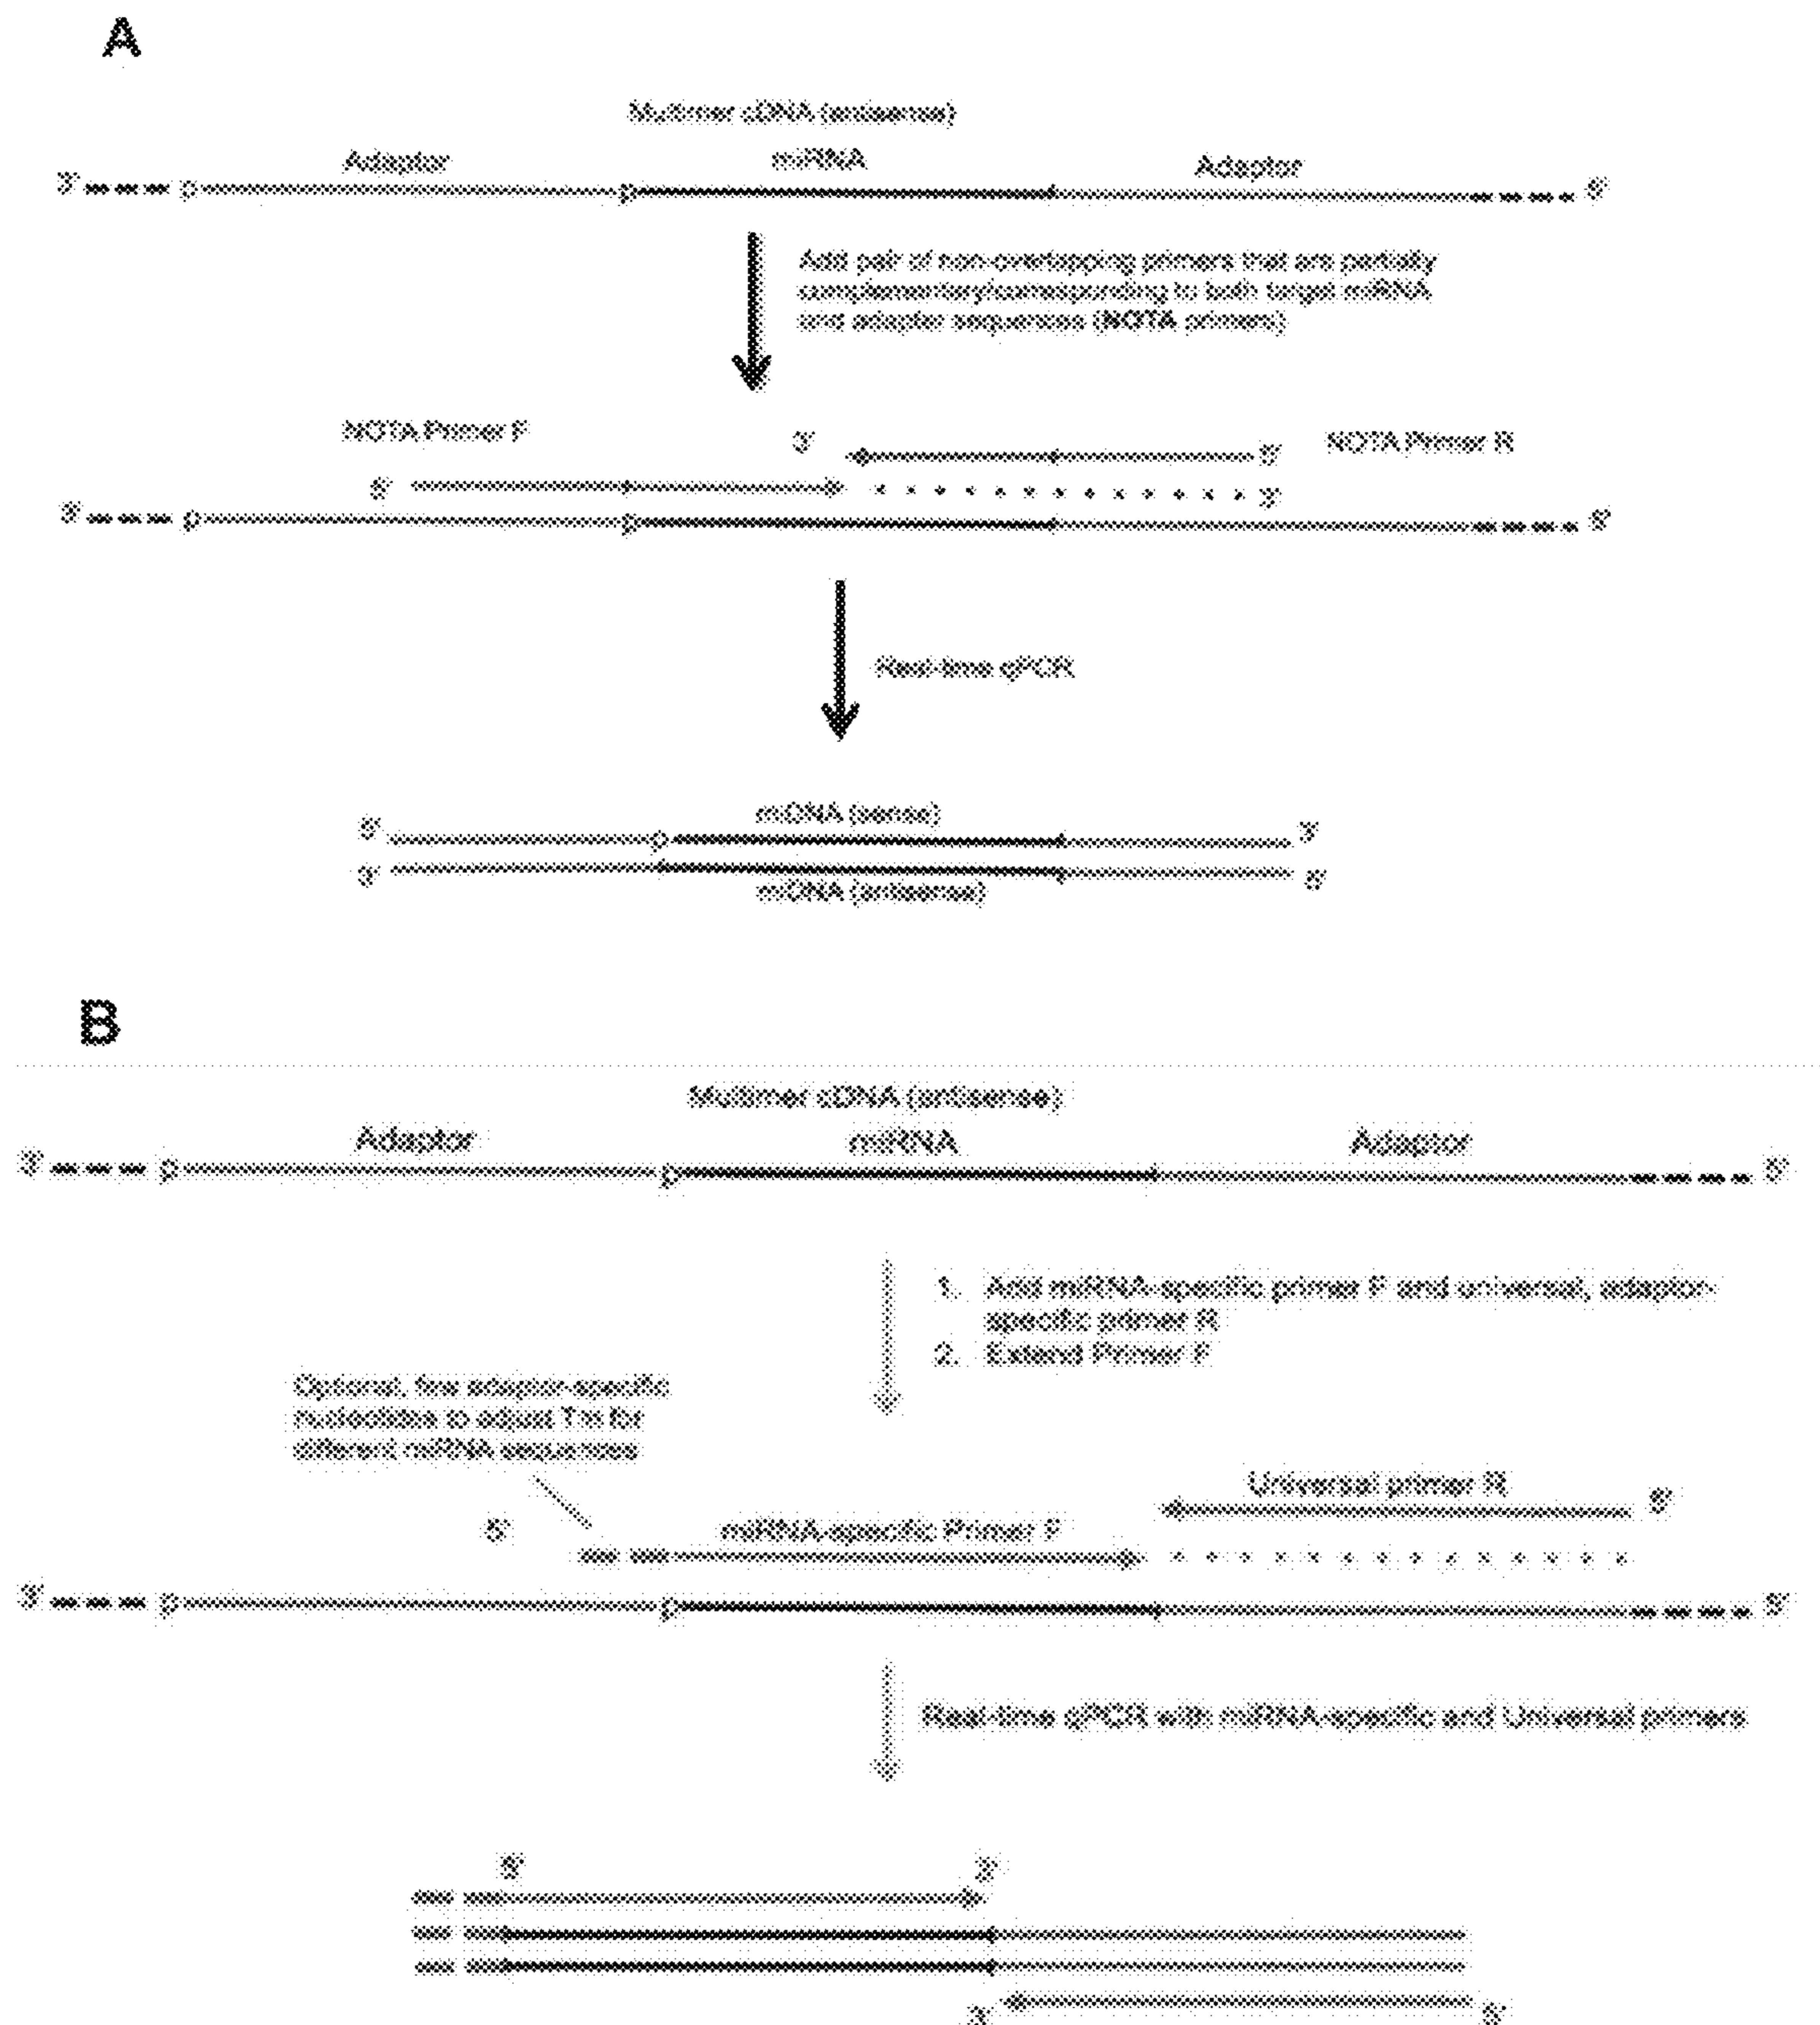 A
Multimer cDNA (antisense)
Adaptor miRNA Adaptor
3' p p 5'
Add pair of non-overlapping primers that are partially
complementary/corresponding to both target miRNA
and adaptor sequences (NOTA primers)
NOTA Primer F 3' 5' NOTA Primer R
5' 3'
3' p p 5'
Real-time qPCR
miDNA (sense)
5' p 3'
3' 5'
miDNA (antisense)
B
Multimer cDNA (antisense)
Adaptor miRNA Adaptor
3' p p 5'
1. Add miRNA-specific primer F and universal, adaptor-
specific primer R
2. Extend Primer F
Optional, few adaptor-specific
nucleotides to adjust Tm for
different miRNA sequences
Universal primer R 5'
5' miRNA-specific Primer F
3' p p 5'
Real-time qPCR with miRNA-specific and Universal primers
5' 3'
3' 5'